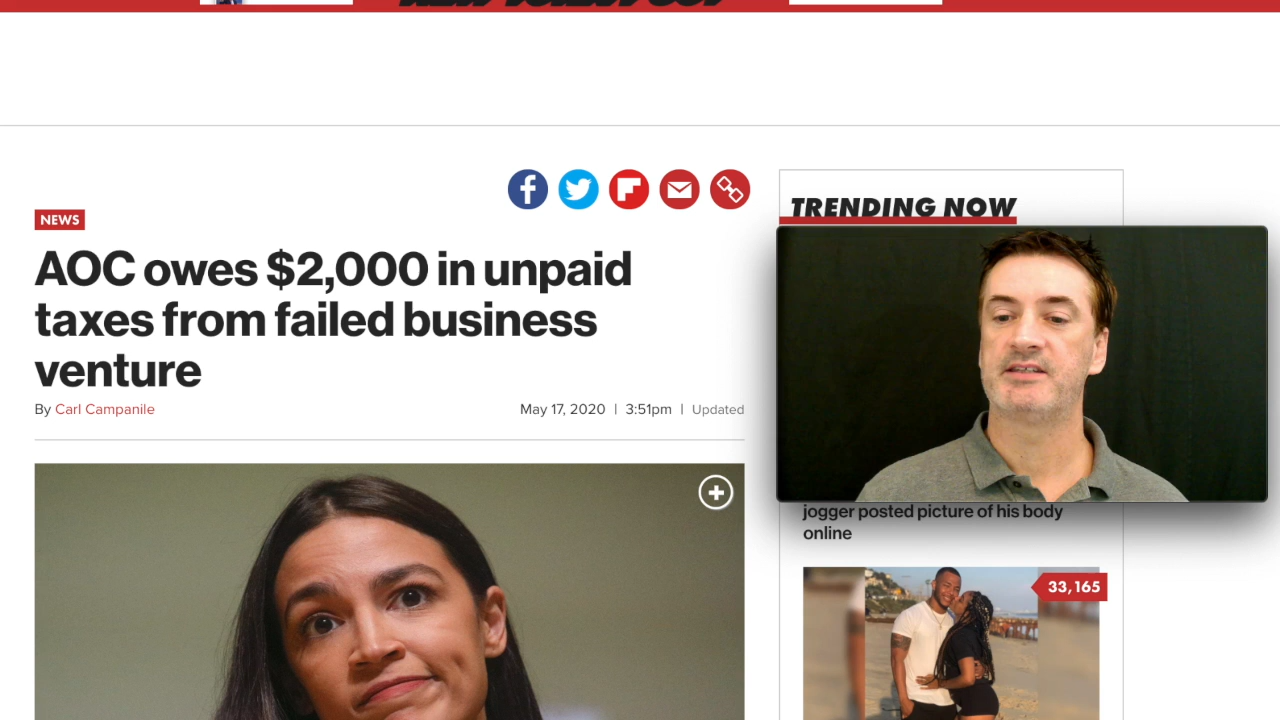 NEWS
AOC owes $2,000 in unpaid
taxes from failed business
venture
By Carl Campanile
May 17, 2020 | 3:51pm | Updated
TRENDING NOW
jogger posted picture of his body
online
33,165